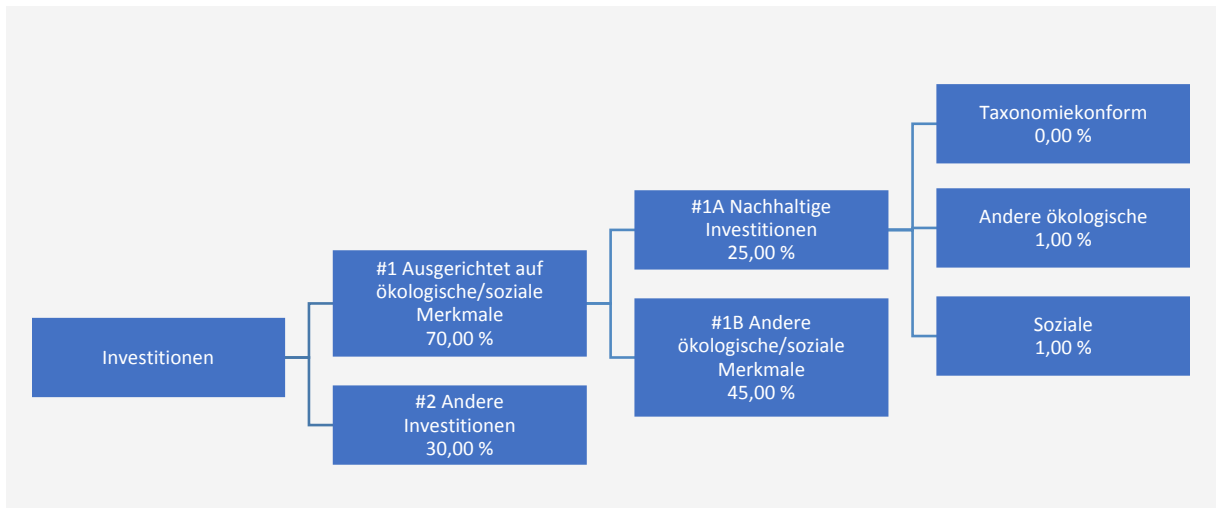 Investitionen
#1 Ausgerichtet auf
ökologische/soziale
Merkmale
70,00 %
#2 Andere
Investitionen
30,00 %
#1A Nachhaltige
Investitionen
25,00 %
#1B Andere
ökologische/soziale
Merkmale
45,00 %
Taxonomiekonform
0,00 %
Andere ökologische
1,00 %
Soziale
1,00 %